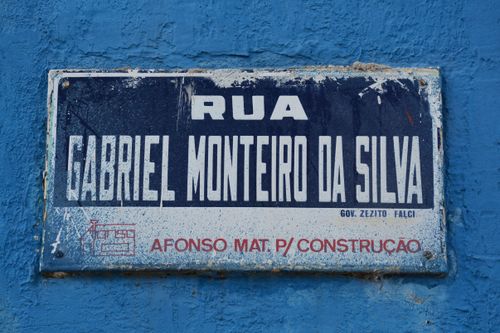 RUA
GABRIEL MONTEIRO DA SILVA
GOV. ZEZITO FALCI
AFONSO MAT. P/ CONSTRUÇÃO